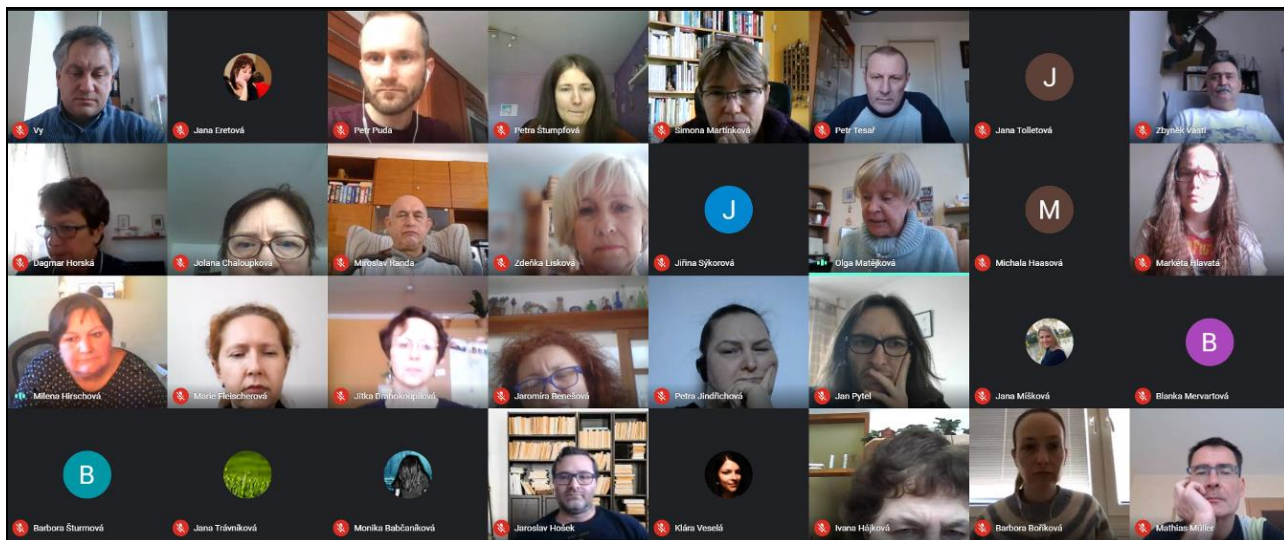 Vy
Jana Eretová
Petr Puda
Petra Štumpfová
Simona Martínková
Petr Tesař
J
Jana Tolletová
Zbyněk Vásti
Dagmar Horská
Jolana Chaloupková
Miroslav Randa
Zdeňka Lisková
J
Jiřina Sýkorová
Olga Matějková
M
Michala Haasová
Markéta Hlavatá
Milena Hirschová
Marie Fleischerová
Jitka Drahokoupilová
Jaromíra Benešová
Petra Jindřichová
Jan Pytel
Jana Míšková
B
Blanka Mervartová
B
Barbora Šturmová
Jana Trávníková
Monika Babčaníková
Jaroslav Hošek
Klára Veselá
Ivana Hájková
Barbora Boříková
Mathias Müller